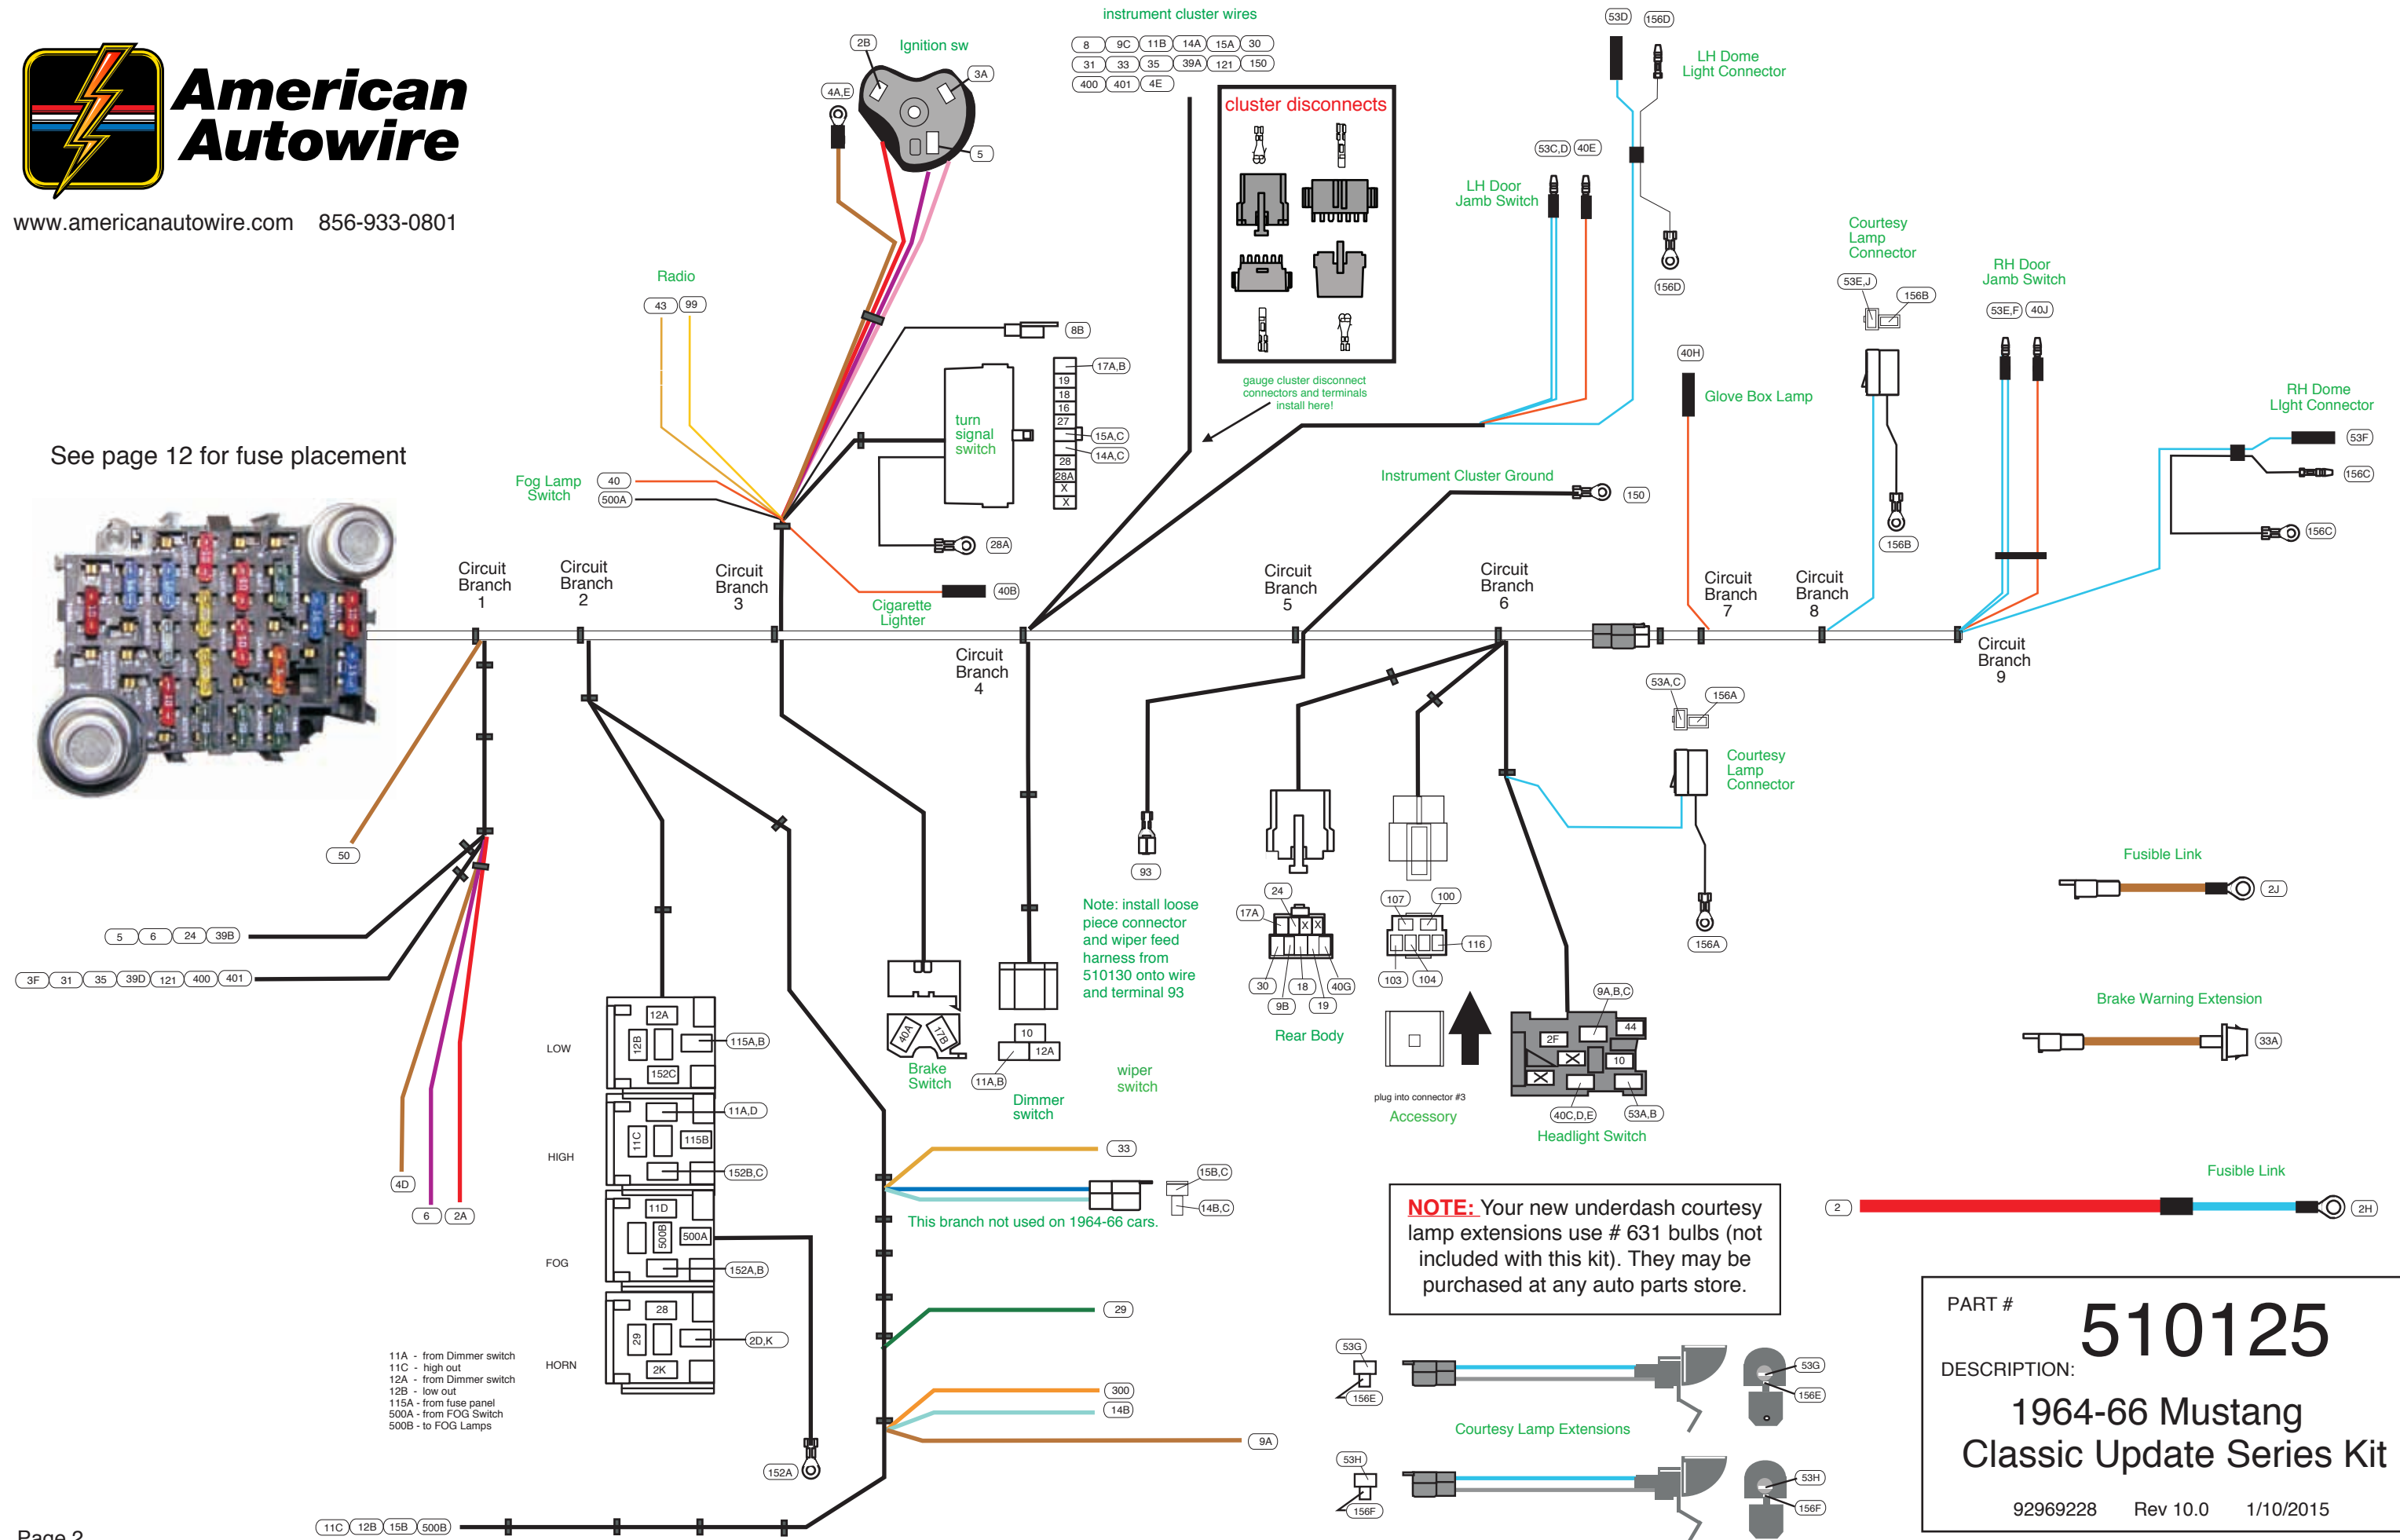 American
Autowire
www.americanautowire.com 856-933-0801
See page 12 for fuse placement
instrument cluster wires
8 9C 11B 14A 15A 30
31 33 35 39A 121 150
400 401 4E
Ignition sw
2B
3A
4A,E
5
cluster disconnects
gauge cluster disconnect
connectors and terminals
install here!
53D 156D
LH Dome
Light Connector
156D
53C,D 40E
LH Door
Jamb Switch
Courtesy
Lamp
Connector
53E,J
156B
156B
RH Door
Jamb Switch
53E,F 40J
40H
Glove Box Lamp
RH Dome
LIght Connector
53F
156C
156C
Radio
43 99
8B
turn
signal
switch
17A,B
19
18
16
27
15A,C
14A,C
28
28A
X
X
28A
Fog Lamp
Switch
40
500A
40B
Cigarette
Lighter
Instrument Cluster Ground
150
Circuit
Branch
1
Circuit
Branch
2
Circuit
Branch
3
Circuit
Branch
4
Circuit
Branch
5
Circuit
Branch
6
Circuit
Branch
7
Circuit
Branch
8
Circuit
Branch
9
50
5 6 24 39B
3F 31 35 39D 121 400 401
4D
6 2A
LOW
12A
12B
115A,B
152C
HIGH
11A,D
11C
115B
152B,C
FOG
11D
500B
500A
152A,B
HORN
28
29
2D,K
2K
11A - from Dimmer switch
11C - high out
12A - from Dimmer switch
12B - low out
115A - from fuse panel
500A - from FOG Switch
500B - to FOG Lamps
152A
11C 12B 15B 500B
40A 17B
Brake
Switch
10
12A
11A,B
Dimmer
switch
93
Note: install loose
piece connector
and wiper feed
harness from
510130 onto wire
and terminal 93
wiper
switch
24
17A
X X
30
9B
18
19
40G
Rear Body
107 100
116
103 104
plug into connector #3
Accessory
53A,C
156A
Courtesy
Lamp
Connector
156A
9A,B,C
44
2F
X
10
X
40C,D,E
53A,B
Headlight Switch
33
15B,C
14B,C
This branch not used on 1964-66 cars.
29
300
14B
9A
Fusible Link
2J
Brake Warning Extension
33A
Fusible Link
2
2H
NOTE: Your new underdash courtesy
lamp extensions use # 631 bulbs (not
included with this kit). They may be
purchased at any auto parts store.
53G
156E
53G
156E
Courtesy Lamp Extensions
53H
156F
53H
156F
PART # 510125
DESCRIPTION:
1964-66 Mustang
Classic Update Series Kit
92969228 Rev 10.0 1/10/2015
Page 2